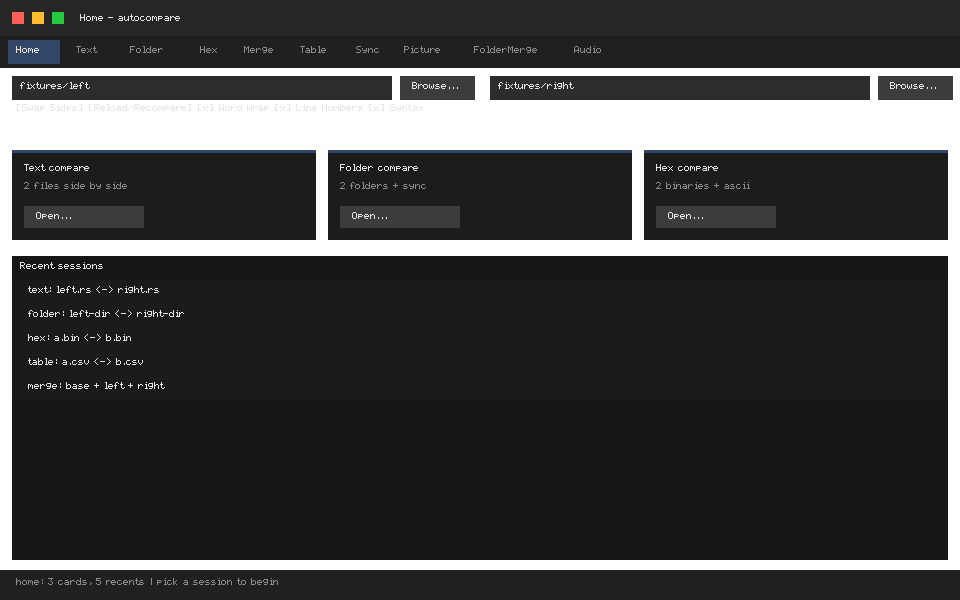 Home - autocompare
Home Text Folder Hex Merge Table Sync Picture FolderMerge Audio
fixtures/left Browse... fixtures/right Browse...
[Swap Sides] [Reload/Recompare] [x] Word Wrap [x] Line Numbers [x] Syntax
Text compare
2 files side by side
Open...
Folder compare
2 folders + sync
Open...
Hex compare
2 binaries + ascii
Open...
Recent sessions
text: left.rs <-> right.rs
folder: left-dir <-> right-dir
hex: a.bin <-> b.bin
table: a.csv <-> b.csv
merge: base + left + right
home: 3 cards, 5 recents | pick a session to begin